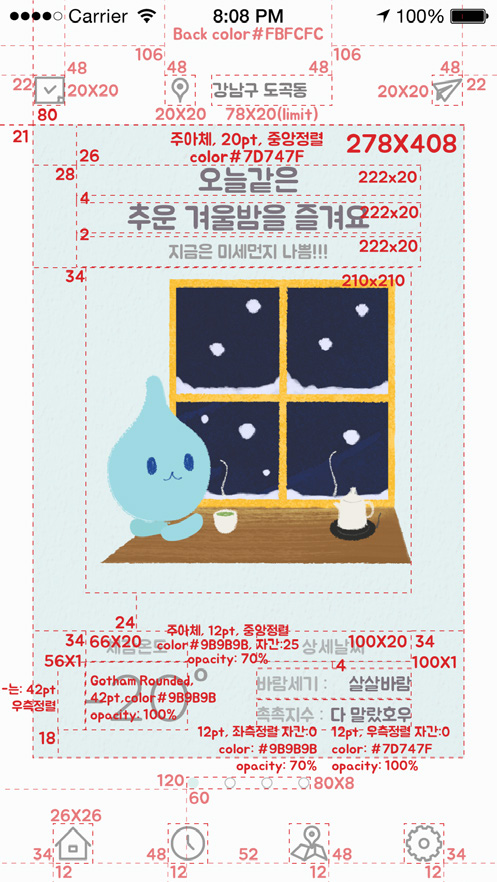 Carrier 8:08 PM 100%
Back color#FBFCFC
106 106
48 48 48
22 20X20 강남구 도곡동 20X20 22
80 20X20 78X20(limit)
21 주아체, 20pt, 중앙정렬 278X408
26 color#7D747F
28 오늘같은 222x20
4
추운 겨울밤을 즐겨요 222x20
2
지금은 미세먼지 나쁨!!! 222x20
34 210x210
24 주아체, 12pt, 중앙정렬
34 66X20 color#9B9B9B, 자간:25 상세날씨 100X20 34
체감온도 opacity: 70%
56X1 4 100X1
-는: 42pt Gotham Rounded, 바람세기 : 살살바람
우측정렬 42pt,color#9B9B9B
-20°
opacity: 100% 촉촉지수 : 다 말랐호우
18 12pt, 좌측정렬 자간:0 12pt, 우측정렬 자간:0
color: #9B9B9B color: #7D747F
opacity: 70% opacity: 100%
120 80X8
60
26X26
34 48 52 48 34
12 12 12 12